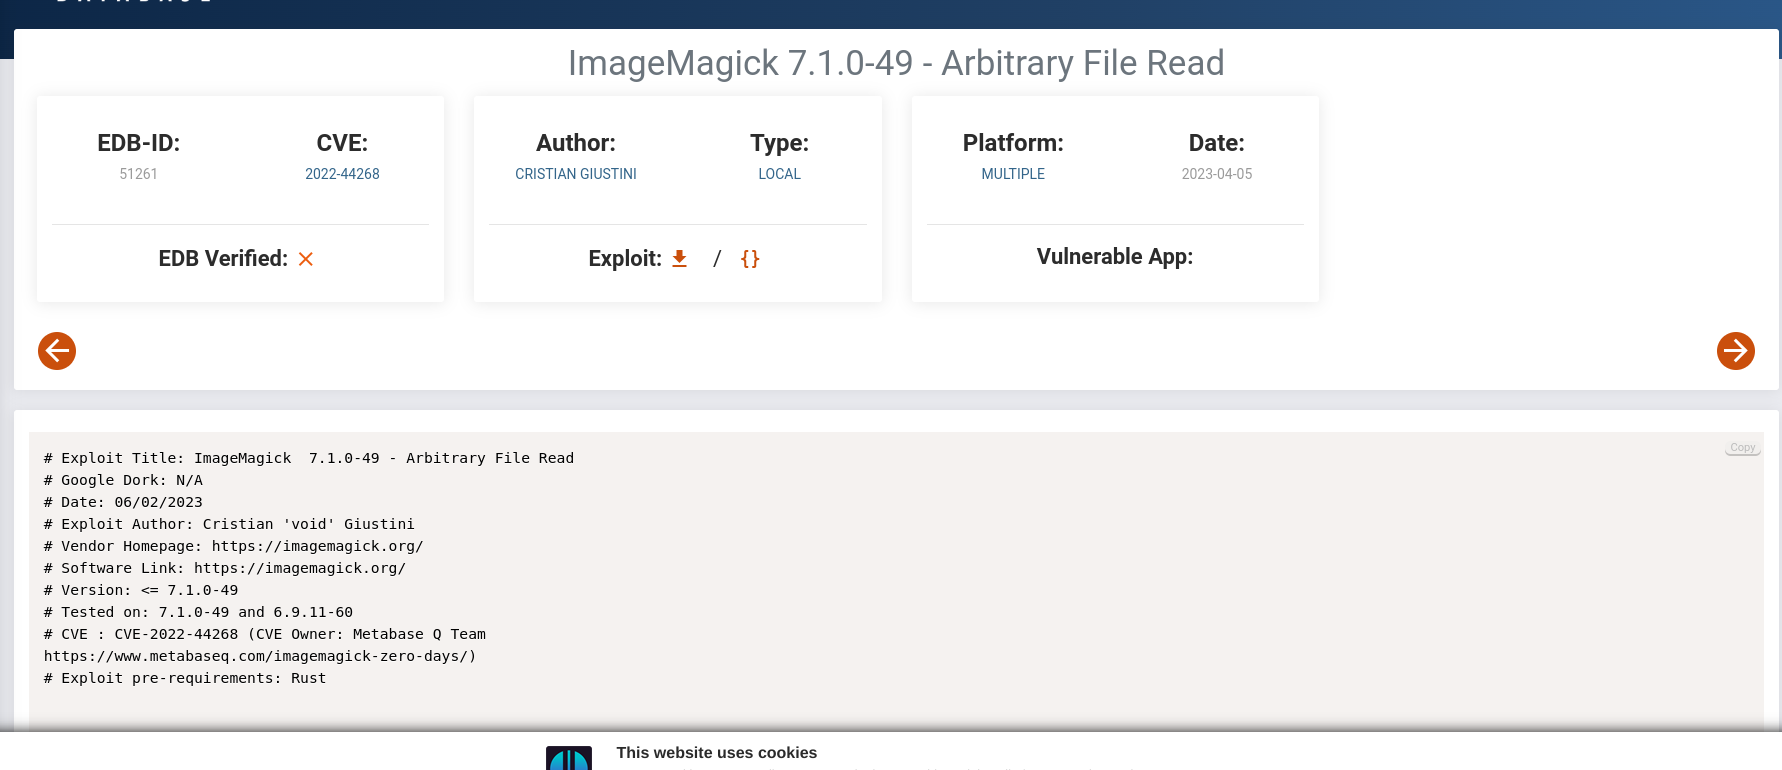 ImageMagick 7.1.0-49 - Arbitrary File Read
EDB-ID:
51261
CVE:
2022-44268
EDB Verified:
Author:
CRISTIAN GIUSTINI
Type:
LOCAL
Exploit: / {}
Platform:
MULTIPLE
Date:
2023-04-05
Vulnerable App:
Copy
# Exploit Title: ImageMagick  7.1.0-49 - Arbitrary File Read
# Google Dork: N/A
# Date: 06/02/2023
# Exploit Author: Cristian 'void' Giustini
# Vendor Homepage: https://imagemagick.org/
# Software Link: https://imagemagick.org/
# Version: <= 7.1.0-49
# Tested on: 7.1.0-49 and 6.9.11-60
# CVE : CVE-2022-44268 (CVE Owner: Metabase Q Team
https://www.metabaseq.com/imagemagick-zero-days/)
# Exploit pre-requirements: Rust
This website uses cookies